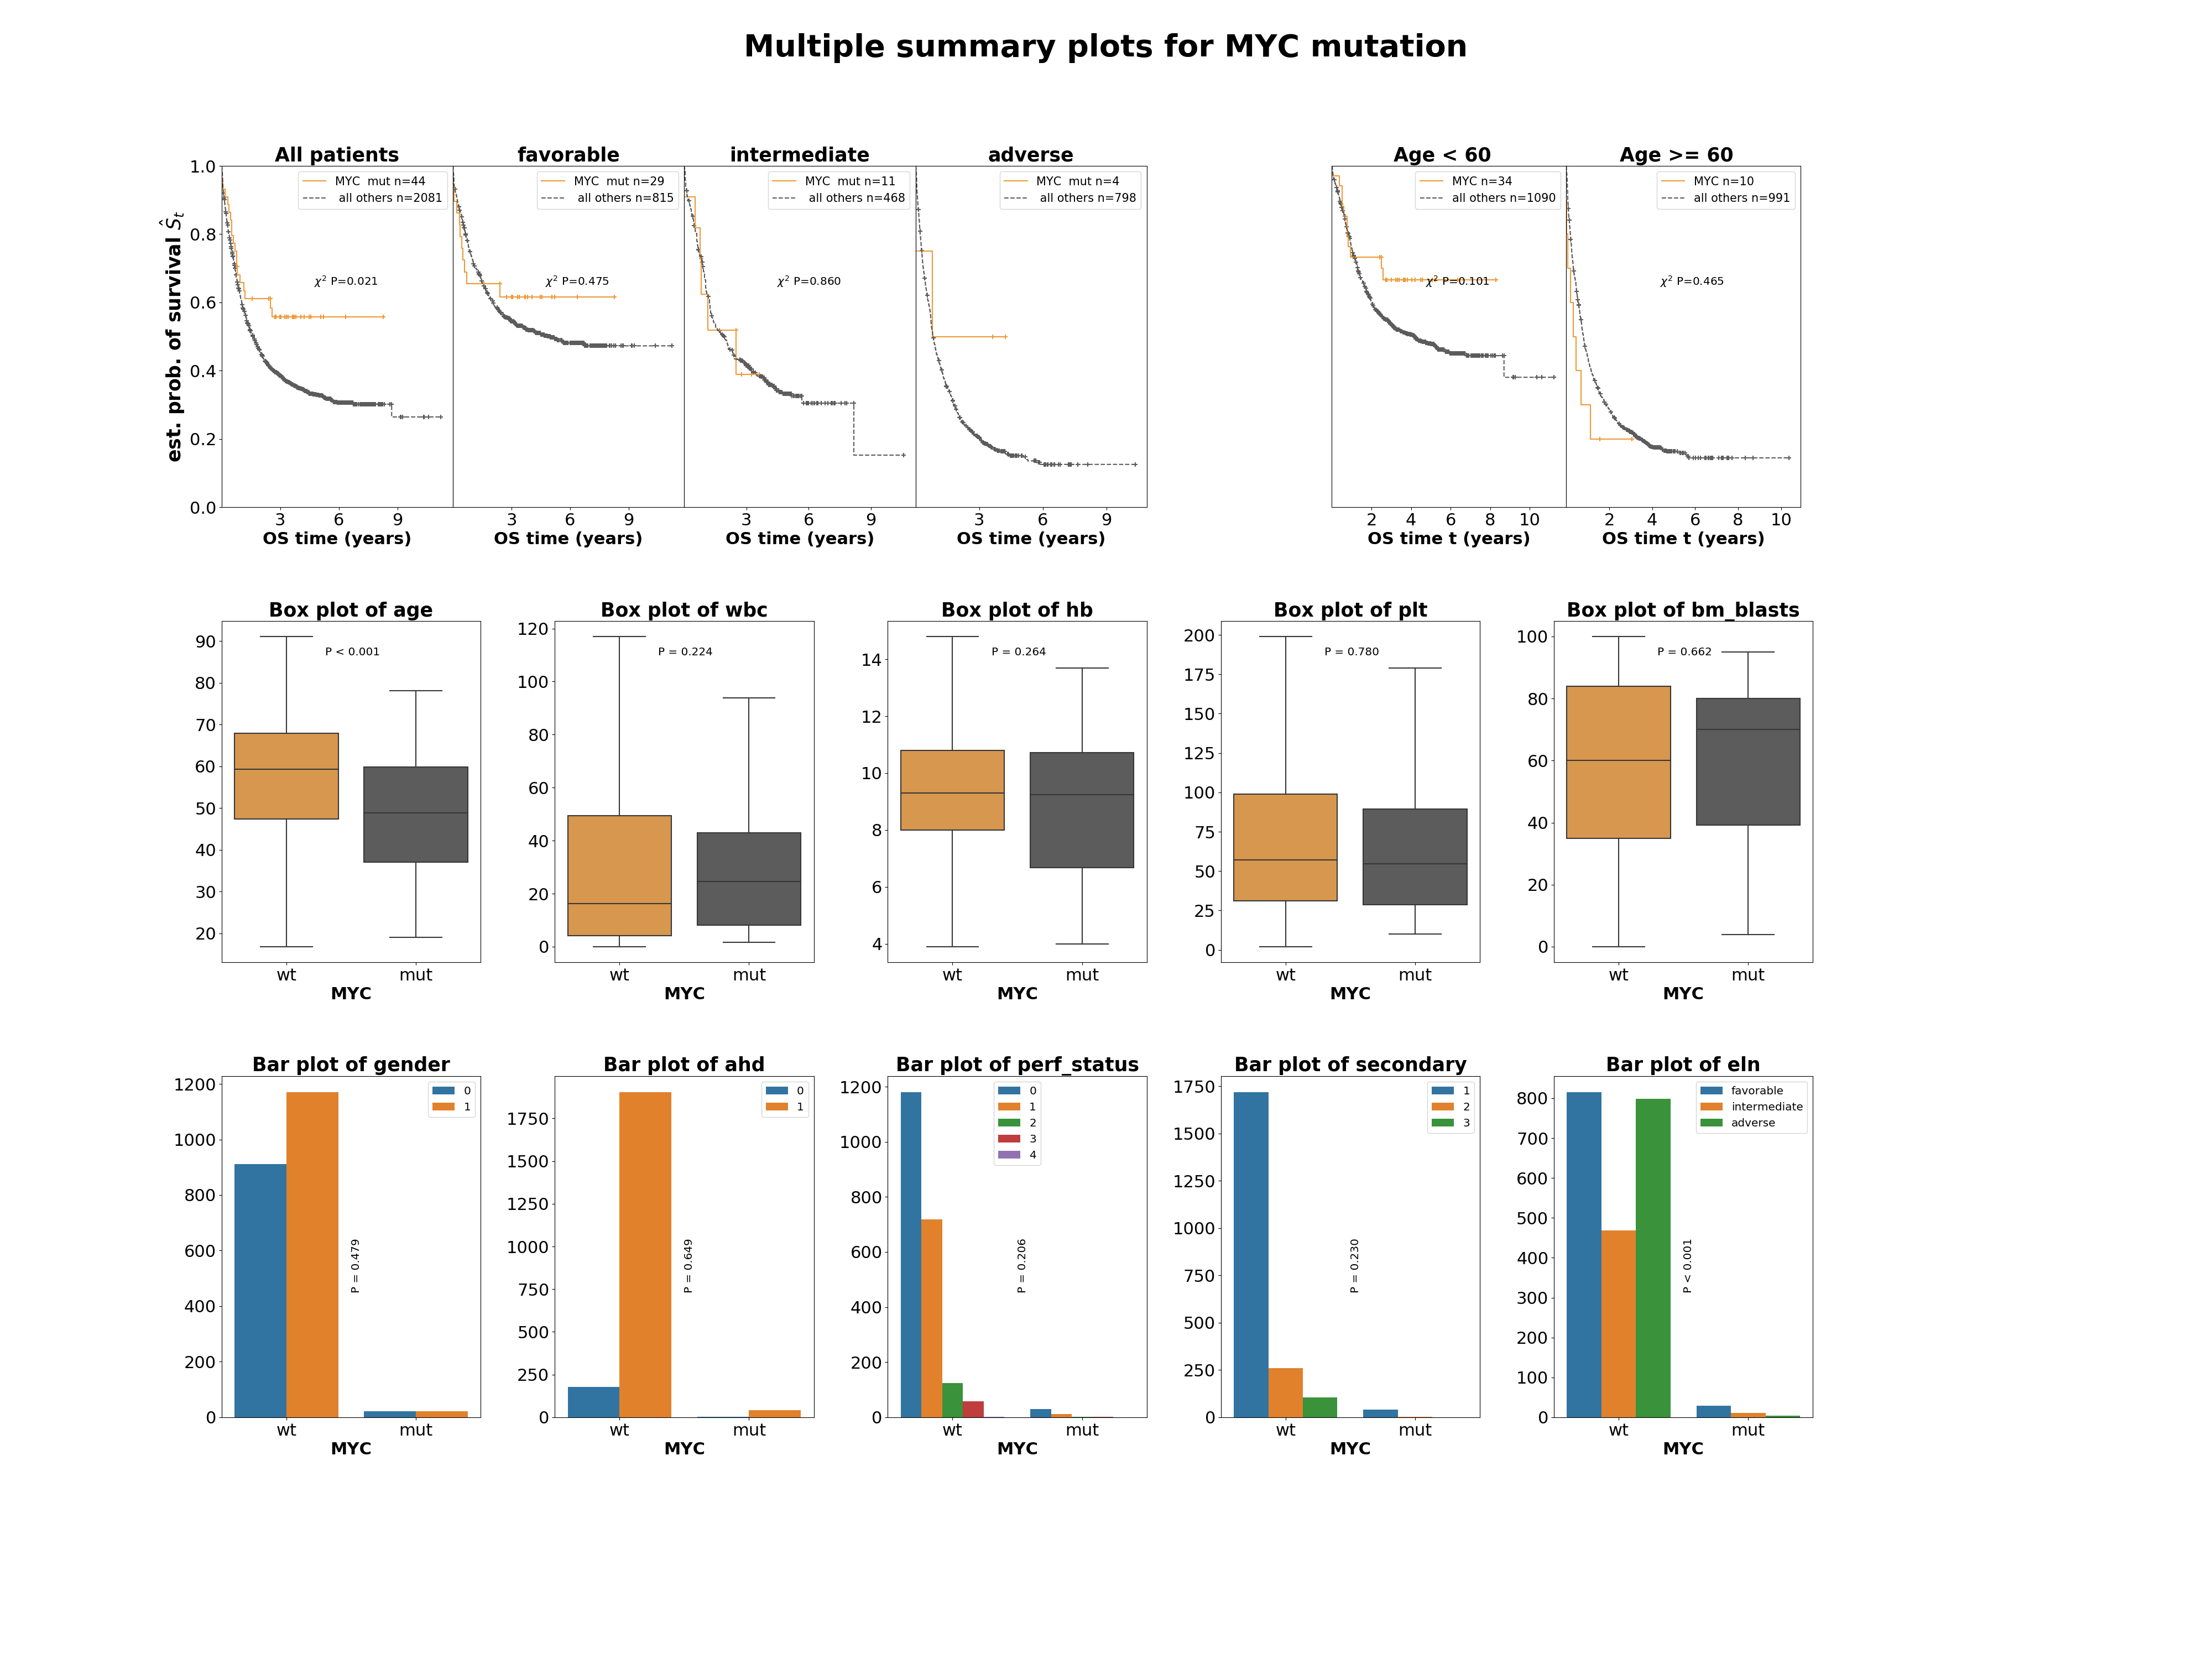 Multiple summary plots for MYC mutation
All patients
favorable
intermediate
adverse
Age < 60
Age >= 60
est. prob. of survival Ŝt
1.0
0.8
0.6
0.4
0.2
0.0
MYC mut n=44
all others n=2081
χ² P=0.021
3 6 9
OS time (years)
MYC mut n=29
all others n=815
χ² P=0.475
3 6 9
OS time (years)
MYC mut n=11
all others n=468
χ² P=0.860
3 6 9
OS time (years)
MYC mut n=4
all others n=798
3 6 9
OS time (years)
MYC n=34
all others n=1090
χ² P=0.101
2 4 6 8 10
OS time t (years)
MYC n=10
all others n=991
χ² P=0.465
2 4 6 8 10
OS time t (years)
Box plot of age
90
80
70
60
50
40
30
20
P < 0.001
wt mut
MYC
Box plot of wbc
120
100
80
60
40
20
0
P = 0.224
wt mut
MYC
Box plot of hb
14
12
10
8
6
4
P = 0.264
wt mut
MYC
Box plot of plt
200
175
150
125
100
75
50
25
0
P = 0.780
wt mut
MYC
Box plot of bm_blasts
100
80
60
40
20
0
P = 0.662
wt mut
MYC
Bar plot of gender
1200
1000
800
600
400
200
0
0
1
P = 0.479
wt mut
MYC
Bar plot of ahd
1750
1500
1250
1000
750
500
250
0
0
1
P = 0.649
wt mut
MYC
Bar plot of perf_status
1200
1000
800
600
400
200
0
0
1
2
3
4
P = 0.206
wt mut
MYC
Bar plot of secondary
1750
1500
1250
1000
750
500
250
0
1
2
3
P = 0.230
wt mut
MYC
Bar plot of eln
800
700
600
500
400
300
200
100
0
favorable
intermediate
adverse
P < 0.001
wt mut
MYC